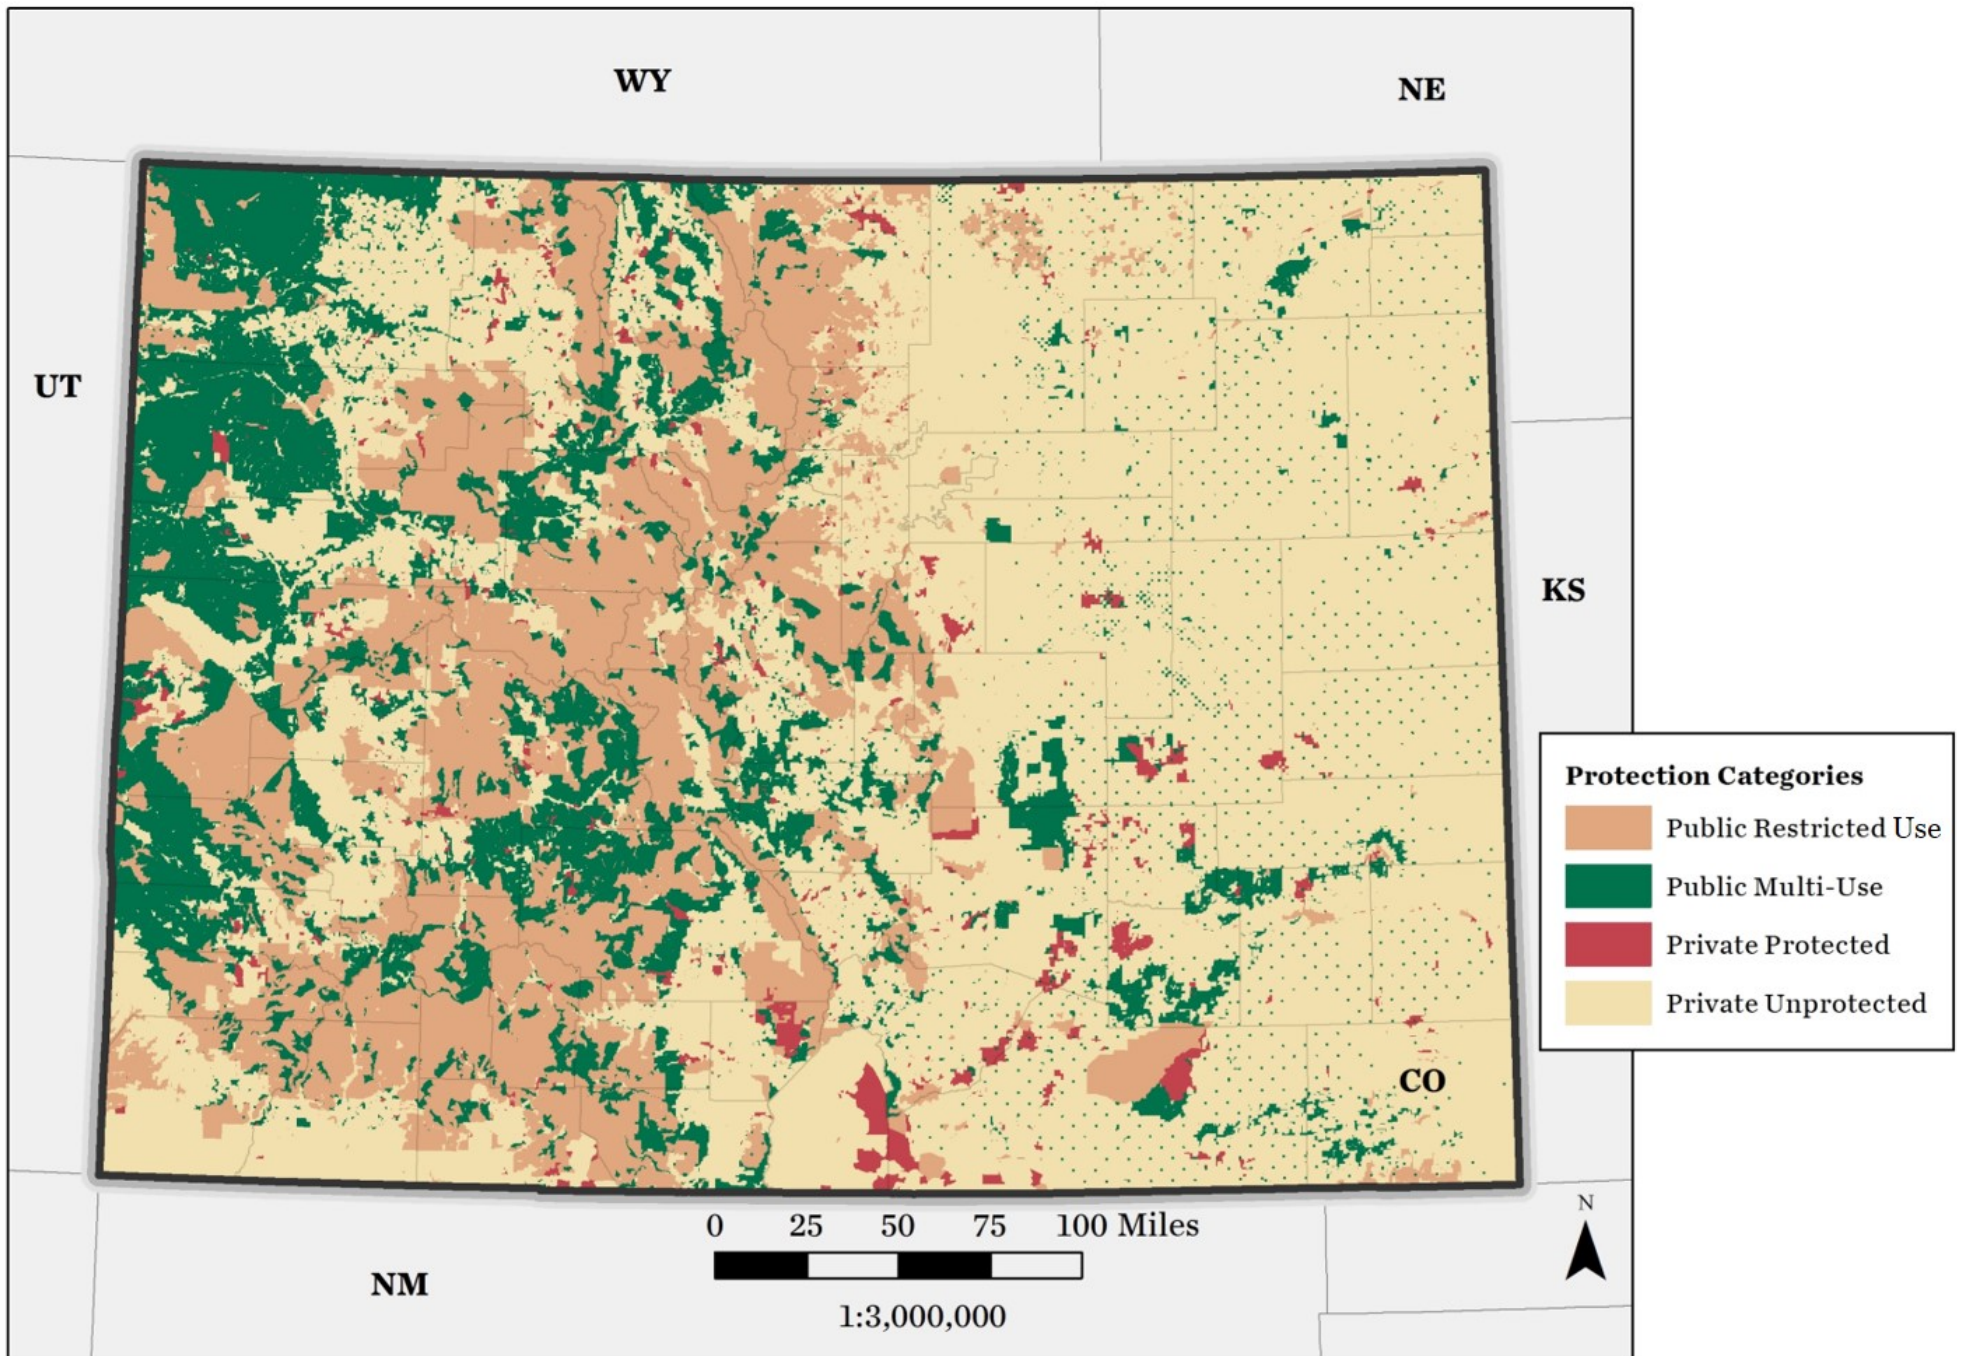 WY
NE
UT
KS
Protection Categories
Public Restricted Use
Public Multi-Use
Private Protected
Private Unprotected
CO
N
0 25 50 75 100 Miles
NM
1:3,000,000